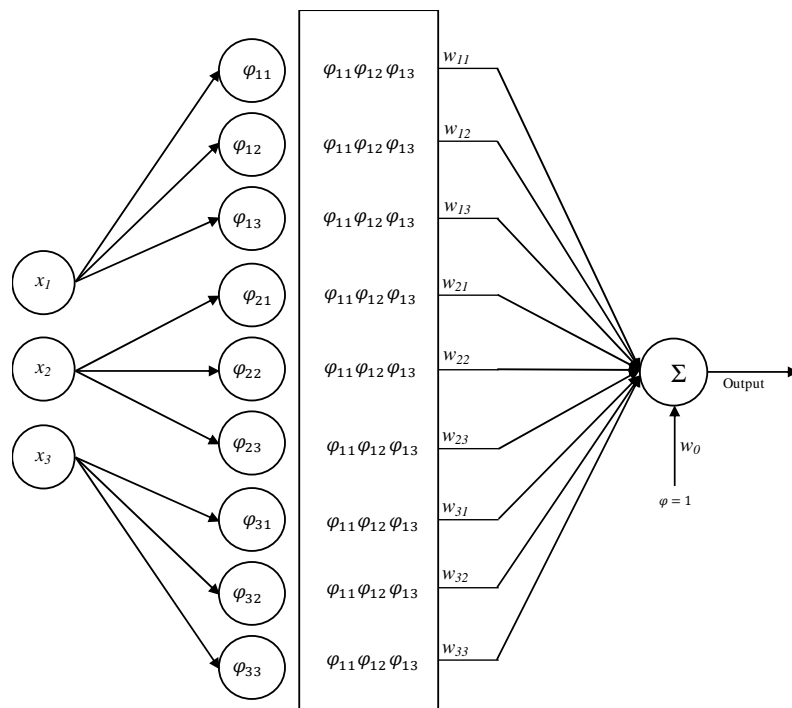 φ₁₁ φ₁₁φ₁₂φ₁₃ w₁₁
φ₁₂ φ₁₁φ₁₂φ₁₃ w₁₂
φ₁₃ φ₁₁φ₁₂φ₁₃ w₁₃
x₁ φ₂₁ φ₁₁φ₁₂φ₁₃ w₂₁
x₂ φ₂₂ φ₁₁φ₁₂φ₁₃ w₂₂ Σ Output
x₃ φ₂₃ φ₁₁φ₁₂φ₁₃ w₂₃ w₀
φ = 1
φ₃₁ φ₁₁φ₁₂φ₁₃ w₃₁
φ₃₂ φ₁₁φ₁₂φ₁₃ w₃₂
φ₃₃ φ₁₁φ₁₂φ₁₃ w₃₃